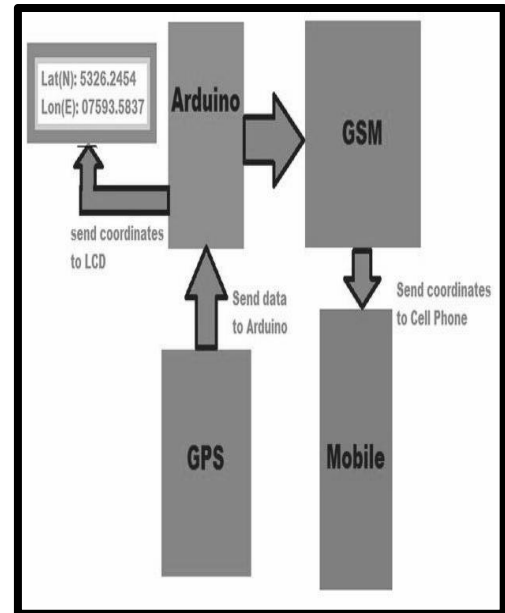 Lat(N): 5326.2454
Lon(E): 07593.5837
Arduino
GSM
send coordinates
to LCD
Send data
to Arduino
Send coordinates
to Cell Phone
GPS
Mobile